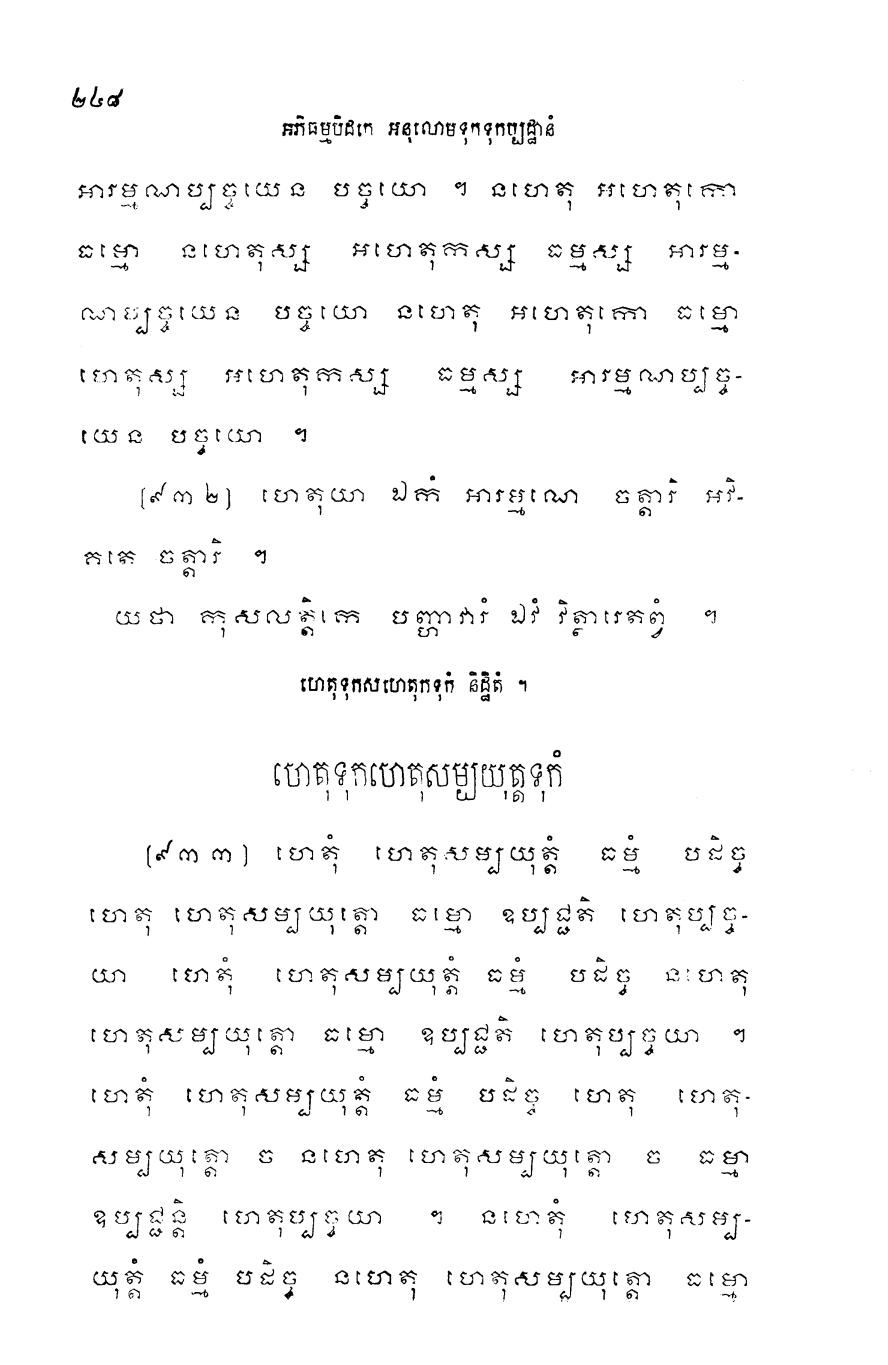 ២៤៨
អភិធម្មបិដកេ អនុលោមទុកទុកប្បដ្ឋានំ
អារម្មណប្បច្ចយេន បច្ចយោ ។ នហេតុ អហេតុកោ
ធម្មោ នហេតុស្ស អហេតុកស្ស ធម្មស្ស អារម្ម-
ណប្បច្ចយេន បច្ចយោ នហេតុ អហេតុកោ ធម្មោ
ហេតុស្ស អហេតុកស្ស ធម្មស្ស អារម្មណប្បច្ច-
យេន បច្ចយោ ។
(៩៣២) ហេតុយា ឯកំ អារម្មណេ ចត្តារិ អវិ-
គតេ ចត្តារិ ។
យថា កុសលត្តិកេ បញ្ហាវារំ ឯវំ វិត្ថារេតព្វំ ។
ហេតុទុកសហេតុកទុកំ និដ្ឋិតំ ។
ហេតុទុកហេតុសម្បយុត្តទុកំ
(៩៣៣) ហេតុំ ហេតុសម្បយុត្តំ ធម្មំ បដិច្ច
ហេតុ ហេតុសម្បយុត្តោ ធម្មោ ឧប្បជ្ជតិ ហេតុប្បច្ច-
យា ហេតុំ ហេតុសម្បយុត្តំ ធម្មំ បដិច្ច នហេតុ
ហេតុសម្បយុត្តោ ធម្មោ ឧប្បជ្ជតិ ហេតុប្បច្ចយា ។
ហេតុំ ហេតុសម្បយុត្តំ ធម្មំ បដិច្ច ហេតុ ហេតុ-
សម្បយុត្តោ ច នហេតុ ហេតុសម្បយុត្តោ ច ធម្មា
ឧប្បជ្ជន្តិ ហេតុប្បច្ចយា ។ នហេតុំ ហេតុសម្ប-
យុត្តំ ធម្មំ បដិច្ច នហេតុ ហេតុសម្បយុត្តោ ធម្មោ